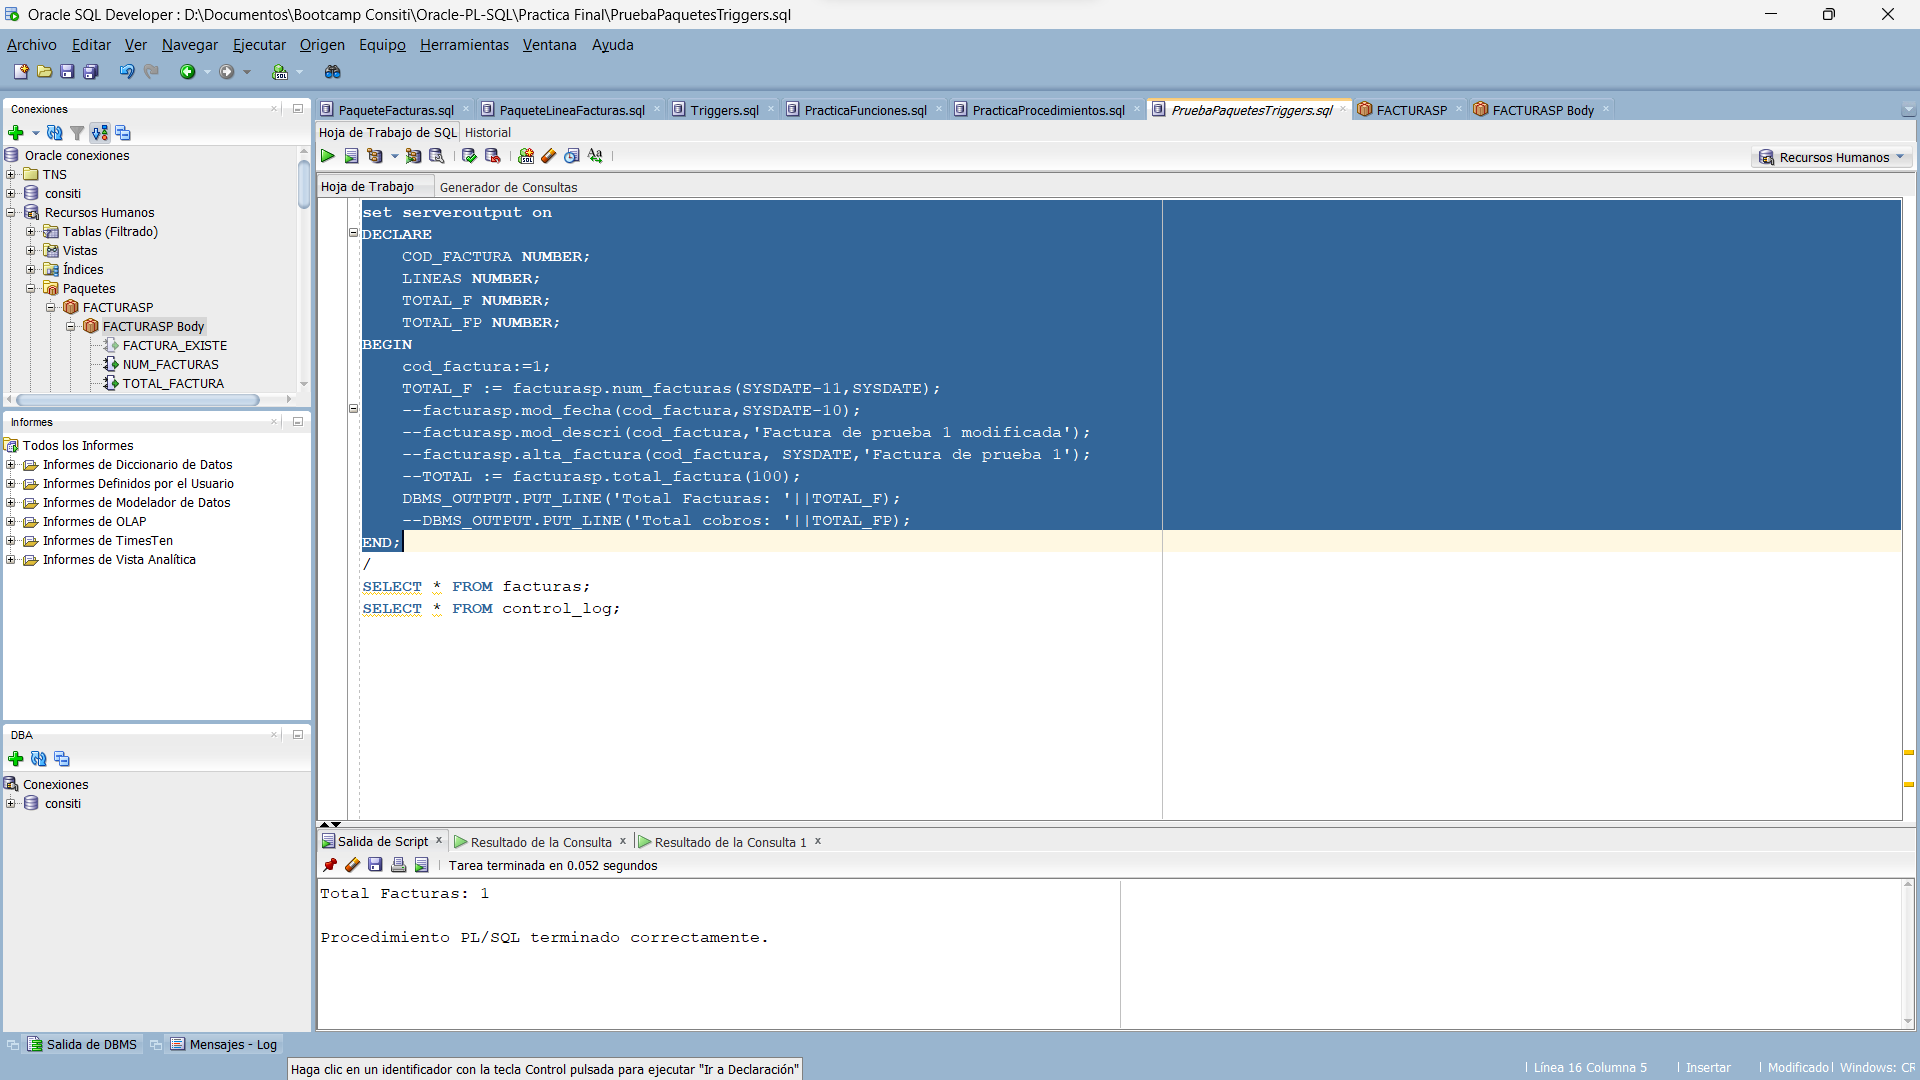 Oracle SQL Developer : D:\Documentos\Bootcamp Consiti\Oracle-PL-SQL\Practica Final\PruebaPaquetesTriggers.sql
Archivo Editar Ver Navegar Ejecutar Origen Equipo Herramientas Ventana Ayuda
Conexiones
Oracle conexiones
TNS
consiti
Recursos Humanos
Tablas (Filtrado)
Vistas
Índices
Paquetes
FACTURASP
FACTURASP Body
FACTURA_EXISTE
NUM_FACTURAS
TOTAL_FACTURA
Informes
Todos los Informes
Informes de Diccionario de Datos
Informes Definidos por el Usuario
Informes de Modelador de Datos
Informes de OLAP
Informes de TimesTen
Informes de Vista Analítica
DBA
Conexiones
consiti
PaqueteFacturas.sql PaqueteLineaFacturas.sql Triggers.sql PracticaFunciones.sql PracticaProcedimientos.sql PruebaPaquetesTriggers.sql FACTURASP FACTURASP Body
Hoja de Trabajo de SQL Historial
Recursos Humanos
Hoja de Trabajo Generador de Consultas
set serveroutput on
DECLARE
COD_FACTURA NUMBER;
LINEAS NUMBER;
TOTAL_F NUMBER;
TOTAL_FP NUMBER;
BEGIN
cod_factura:=1;
TOTAL_F := facturasp.num_facturas(SYSDATE-11,SYSDATE);
--facturasp.mod_fecha(cod_factura,SYSDATE-10);
--facturasp.mod_descri(cod_factura,'Factura de prueba 1 modificada');
--facturasp.alta_factura(cod_factura, SYSDATE,'Factura de prueba 1');
--TOTAL := facturasp.total_factura(100);
DBMS_OUTPUT.PUT_LINE('Total Facturas: '||TOTAL_F);
--DBMS_OUTPUT.PUT_LINE('Total cobros: '||TOTAL_FP);
END;
/
SELECT * FROM facturas;
SELECT * FROM control_log;
Salida de Script Resultado de la Consulta Resultado de la Consulta 1
Tarea terminada en 0.052 segundos
Total Facturas: 1
Procedimiento PL/SQL terminado correctamente.
Salida de DBMS Mensajes - Log
Haga clic en un identificador con la tecla Control pulsada para ejecutar "Ir a Declaración"
Línea 16 Columna 5 Insertar Modificado Windows: CR